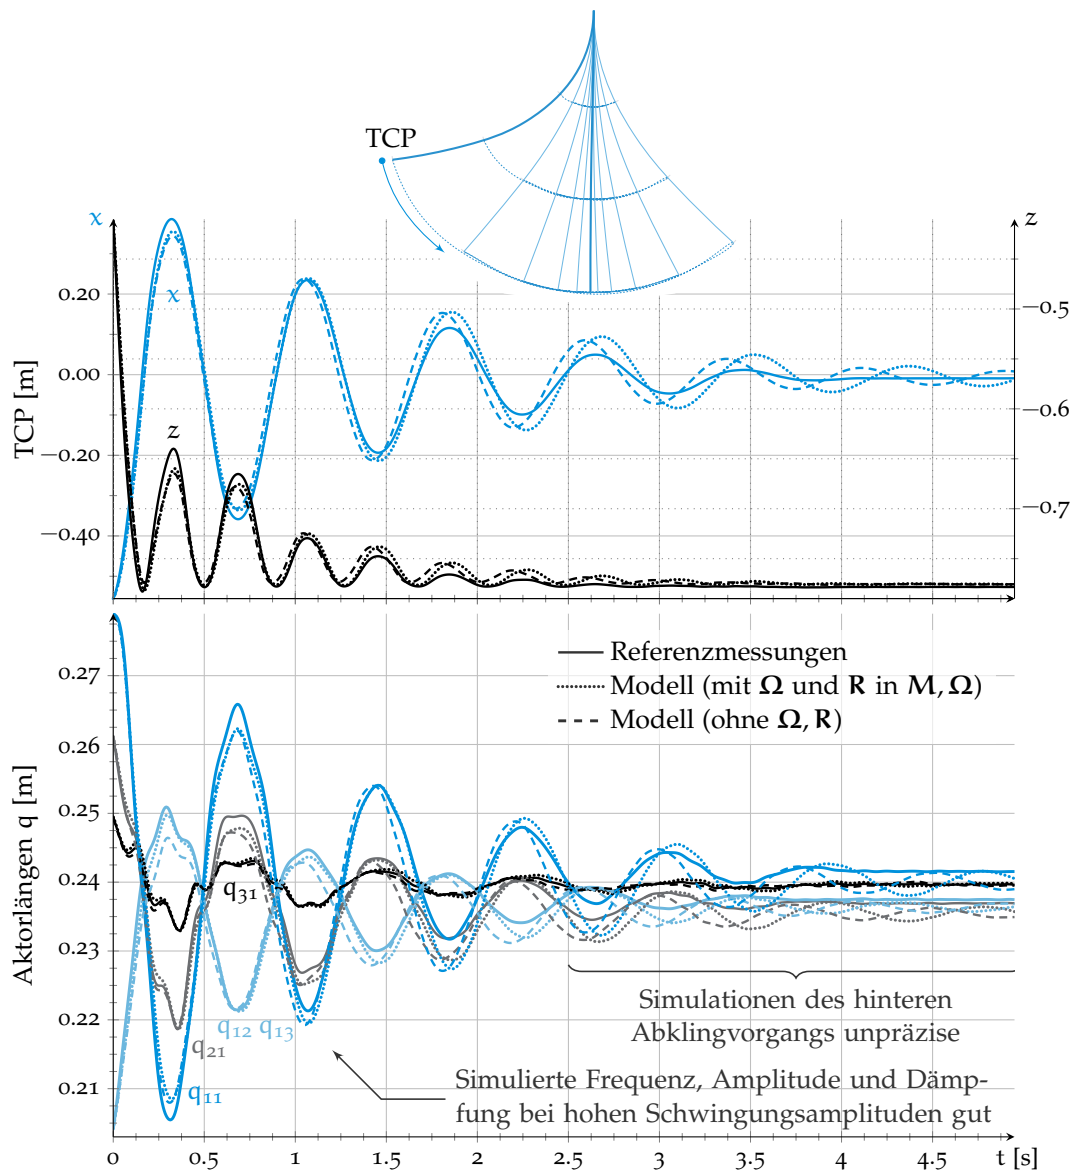 TCP
x
z
x
z
TCP [m]
0.20
0.00
−0.20
−0.40
−0.5
−0.6
−0.7
Referenzmessungen
Modell (mit Ω und R in M, Ω)
Modell (ohne Ω, R)
Aktorlängen q [m]
0.27
0.26
0.25
0.24
0.23
0.22
0.21
q₃₁
q₁₂ q₁₃
q₂₁
q₁₁
Simulationen des hinteren
Abklingvorgangs unpräzise
Simulierte Frequenz, Amplitude und Dämp-
fung bei hohen Schwingungsamplituden gut
0 0.5 1 1.5 2 2.5 3 3.5 4 4.5 t [s]